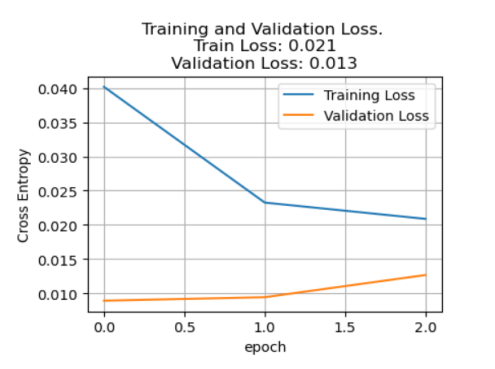 Training and Validation Loss.
Train Loss: 0.021
Validation Loss: 0.013
Training Loss
Validation Loss
Cross Entropy
0.040
0.035
0.030
0.025
0.020
0.015
0.010
0.0 0.5 1.0 1.5 2.0
epoch